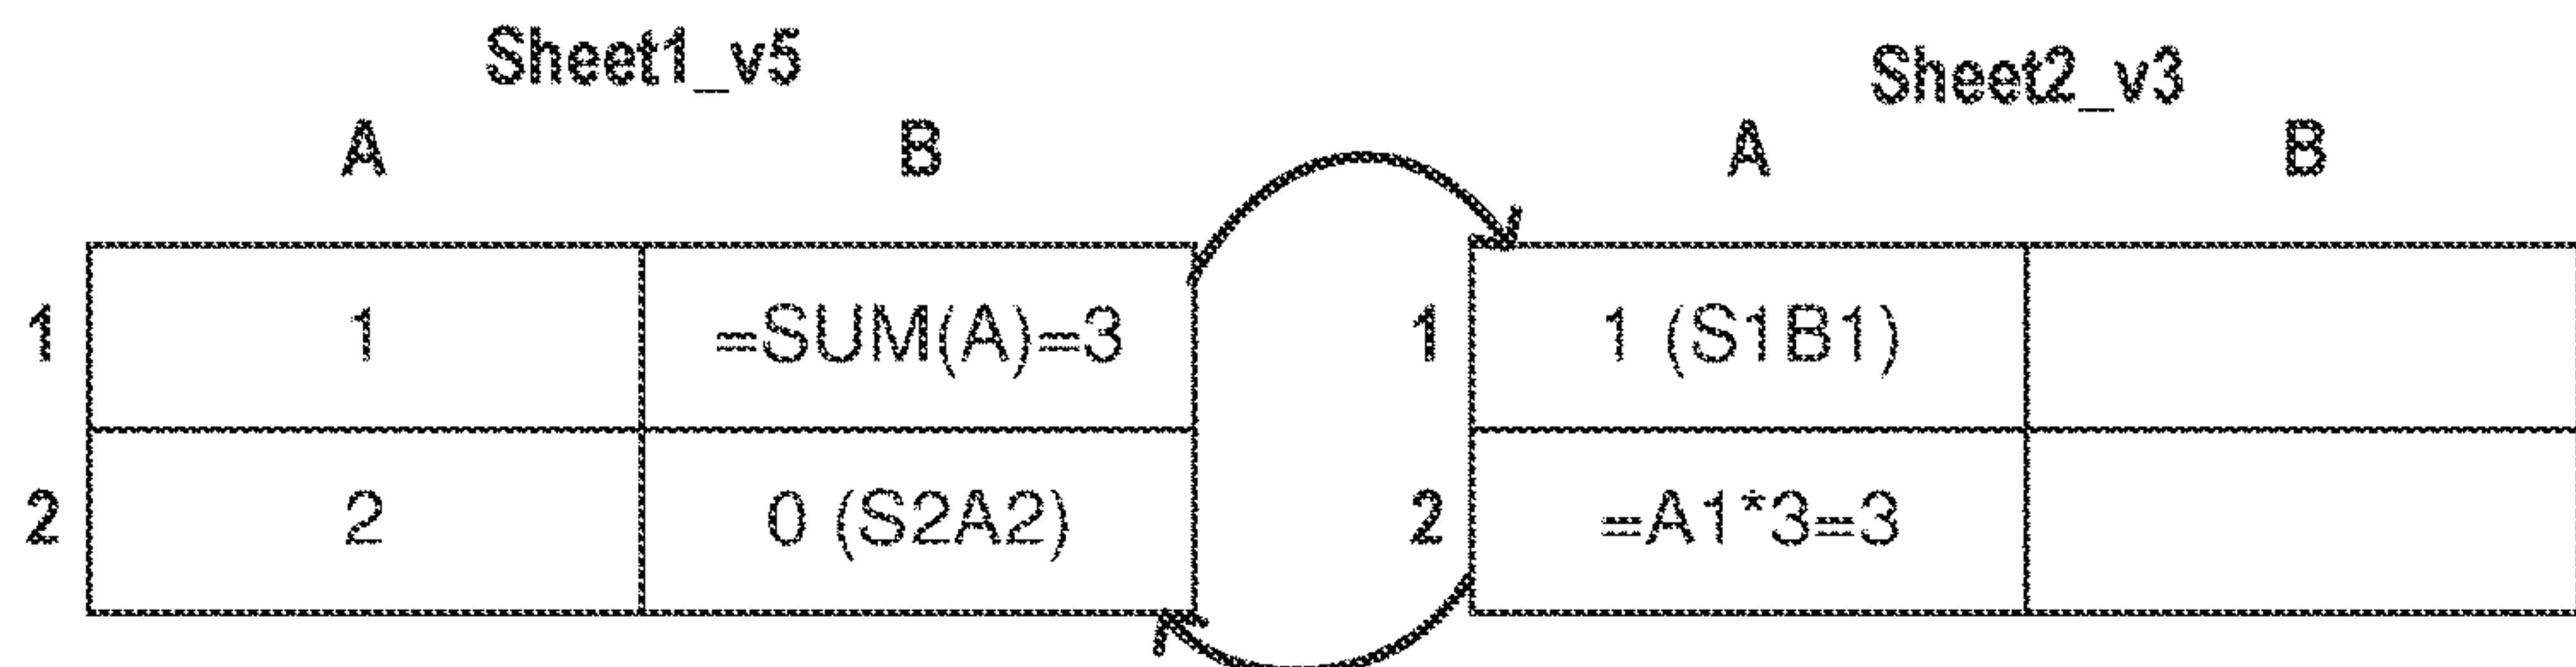 Sheet1_v5 Sheet2_v3
A B A B
1 1 =SUM(A)=3 1 1 (S1B1)
2 2 0 (S2A2) 2 =A1*3=3